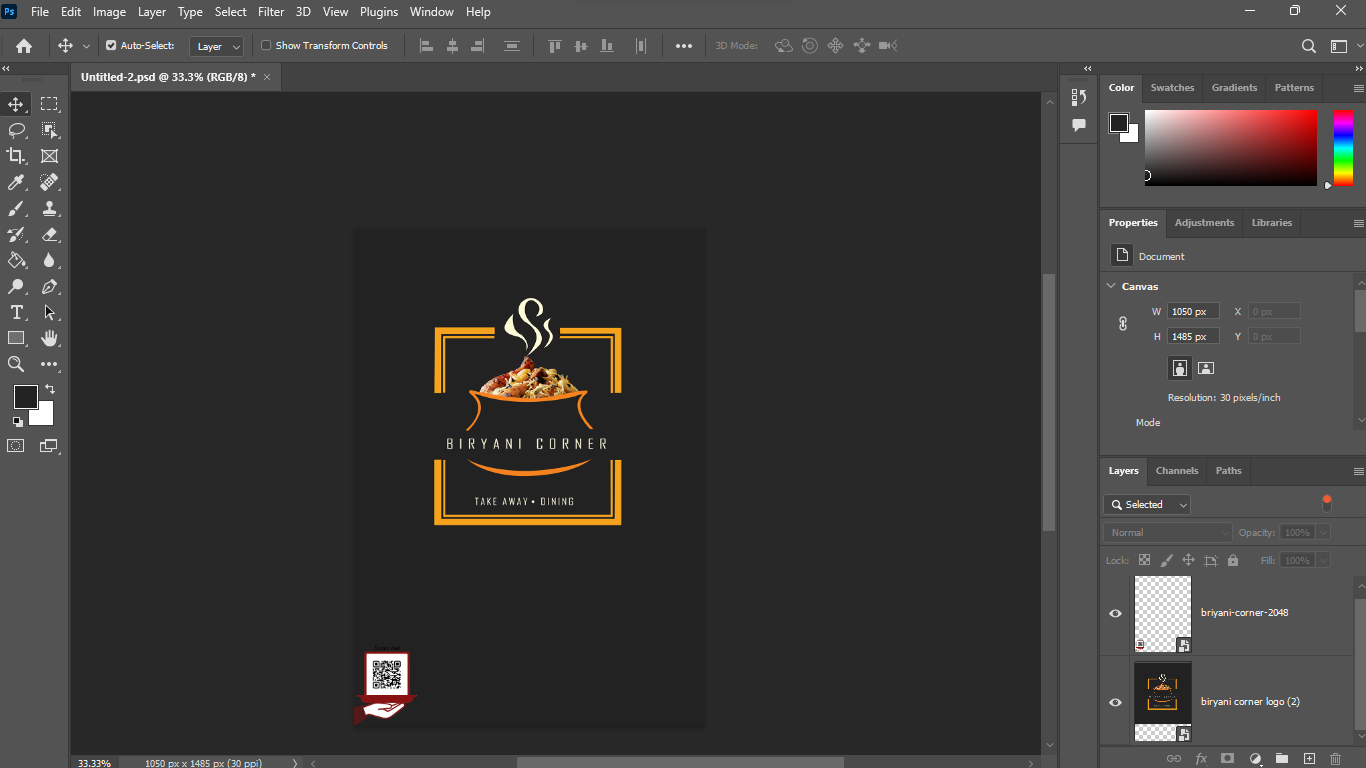 Ps File Edit Image Layer Type Select Filter 3D View Plugins Window Help
Auto-Select: Layer Show Transform Controls 3D Mode:
Untitled-2.psd @ 33.3% (RGB/8) *
BIRYANI CORNER
TAKE AWAY • DINING
33.33% 1050 px x 1485 px (30 ppi)
Color Swatches Gradients Patterns
Properties Adjustments Libraries
Document
Canvas
W 1050 px X 0 px
H 1485 px Y 0 px
Resolution: 30 pixels/inch
Mode
Layers Channels Paths
Selected
Normal Opacity: 100%
Lock: Fill: 100%
briyani-corner-2048
biryani corner logo (2)
fx